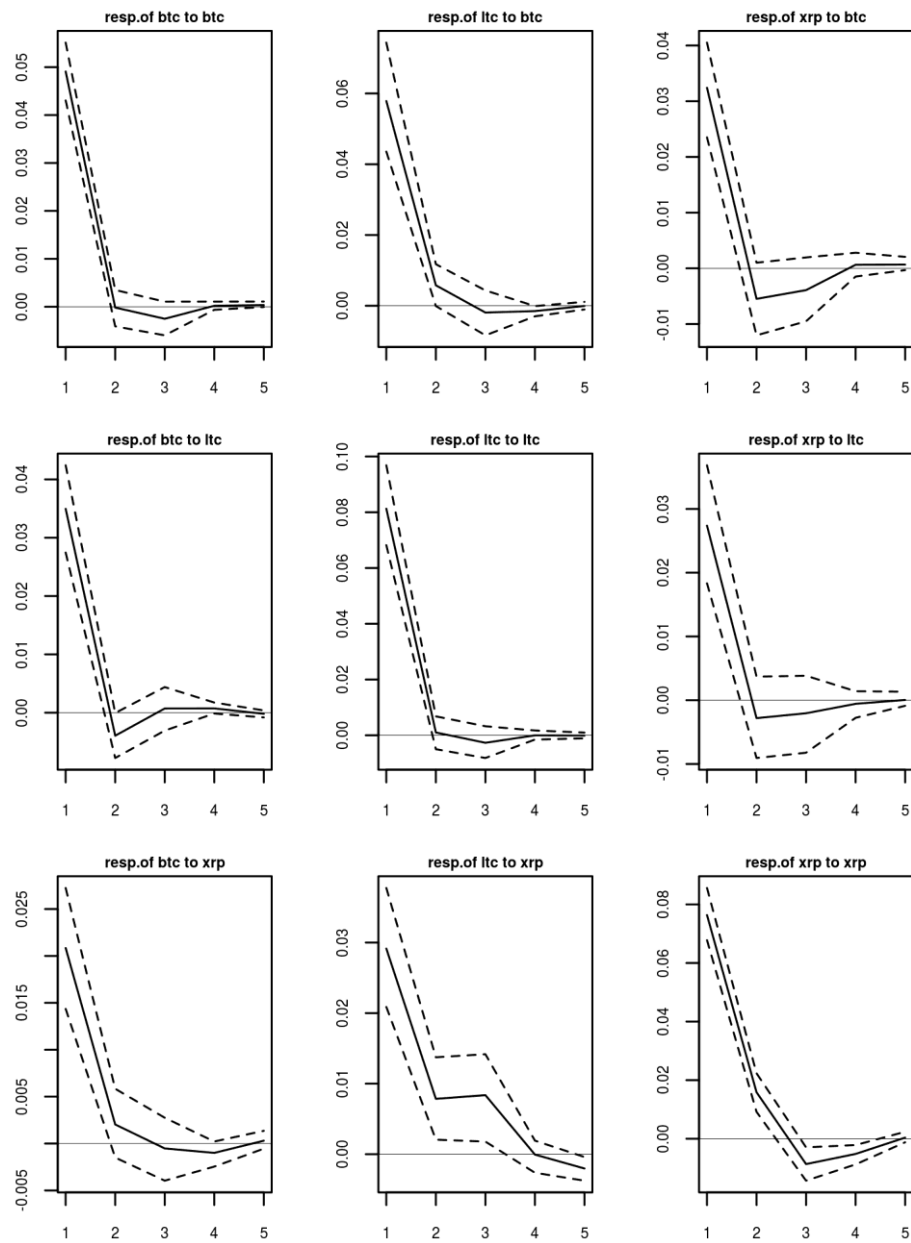 resp.of btc to btc
0.05
0.04
0.03
0.02
0.01
0.00
1 2 3 4 5
resp.of ltc to btc
0.06
0.04
0.02
0.00
1 2 3 4 5
resp.of xrp to btc
0.04
0.03
0.02
0.01
0.00
-0.01
1 2 3 4 5
resp.of btc to ltc
0.04
0.03
0.02
0.01
0.00
1 2 3 4 5
resp.of ltc to ltc
0.10
0.08
0.06
0.04
0.02
0.00
1 2 3 4 5
resp.of xrp to ltc
0.03
0.02
0.01
0.00
-0.01
1 2 3 4 5
resp.of btc to xrp
0.025
0.015
0.005
-0.005
1 2 3 4 5
resp.of ltc to xrp
0.03
0.02
0.01
0.00
1 2 3 4 5
resp.of xrp to xrp
0.08
0.06
0.04
0.02
0.00
1 2 3 4 5